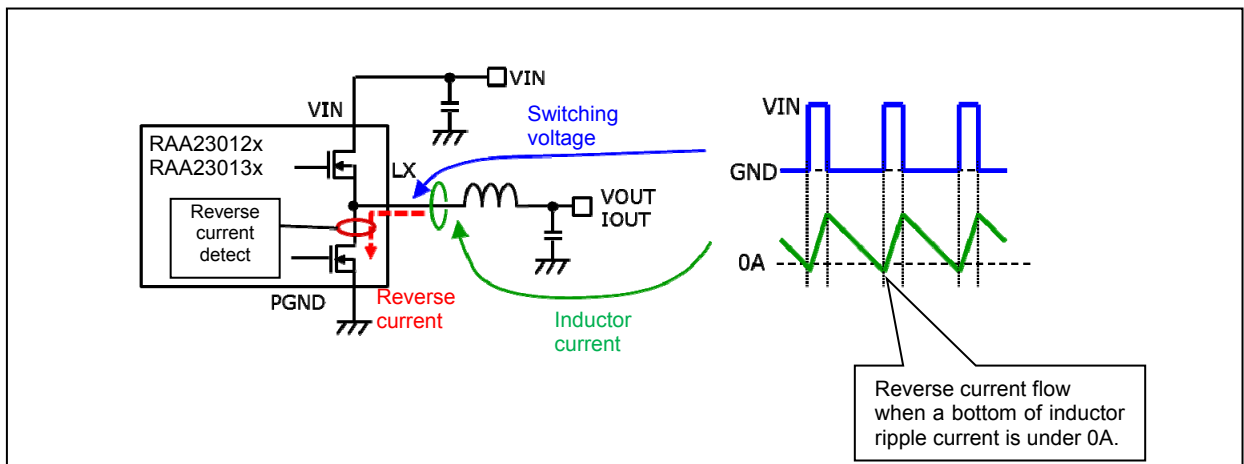 VIN
VIN
RAA23012x
RAA23013x
LX
Switching
voltage
VOUT
IOUT
Reverse
current
detect
PGND
Reverse
current
Inductor
current
VIN
GND
0A
Reverse current flow
when a bottom of inductor
ripple current is under 0A.